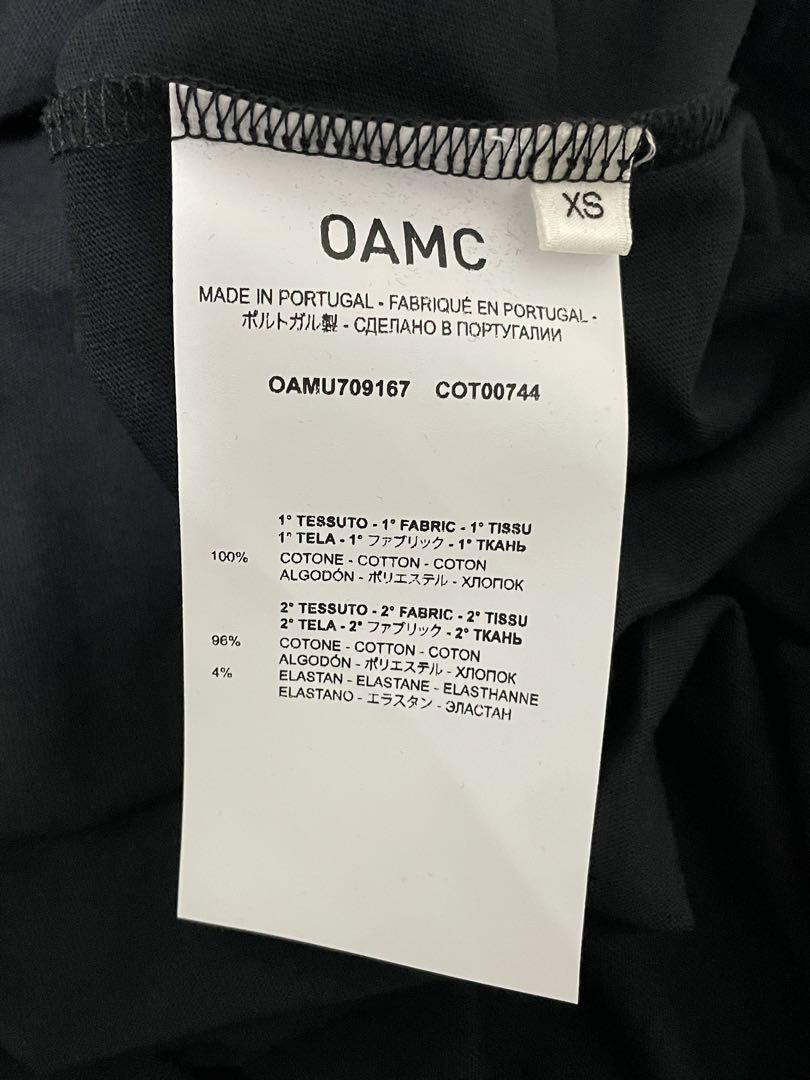 XS
OAMC
MADE IN PORTUGAL - FABRIQUÉ EN PORTUGAL -
ポルトガル製 - СДЕЛАНО В ПОРТУГАЛИИ
OAMU709167 COT00744
1° TESSUTO - 1° FABRIC - 1° TISSU
1° TELA - 1° ファブリック - 1° ТКАНЬ
100% COTONE - COTTON - COTON
ALGODÓN - ポリエステル - ХЛОПОК
2° TESSUTO - 2° FABRIC - 2° TISSU
2° TELA - 2° ファブリック - 2° ТКАНЬ
96% COTONE - COTTON - COTON
ALGODÓN - ポリエステル - ХЛОПОК
4% ELASTAN - ELASTANE - ELASTHANNE
ELASTANO - エラスタン - ЭЛАСТАН